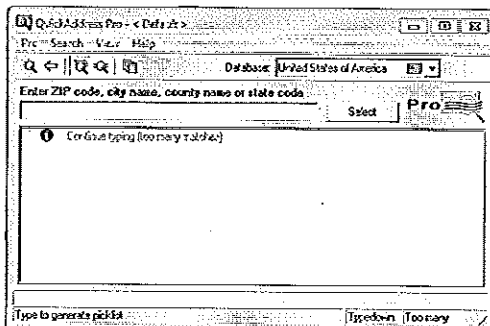 QuickAddress Pro - < Default >
Pro Search View Help
Database: United States of America
Enter ZIP code, city name, county name or state code
Select Pro
Continue typing (too many matches)
Type to generate picklist Typedown Too many